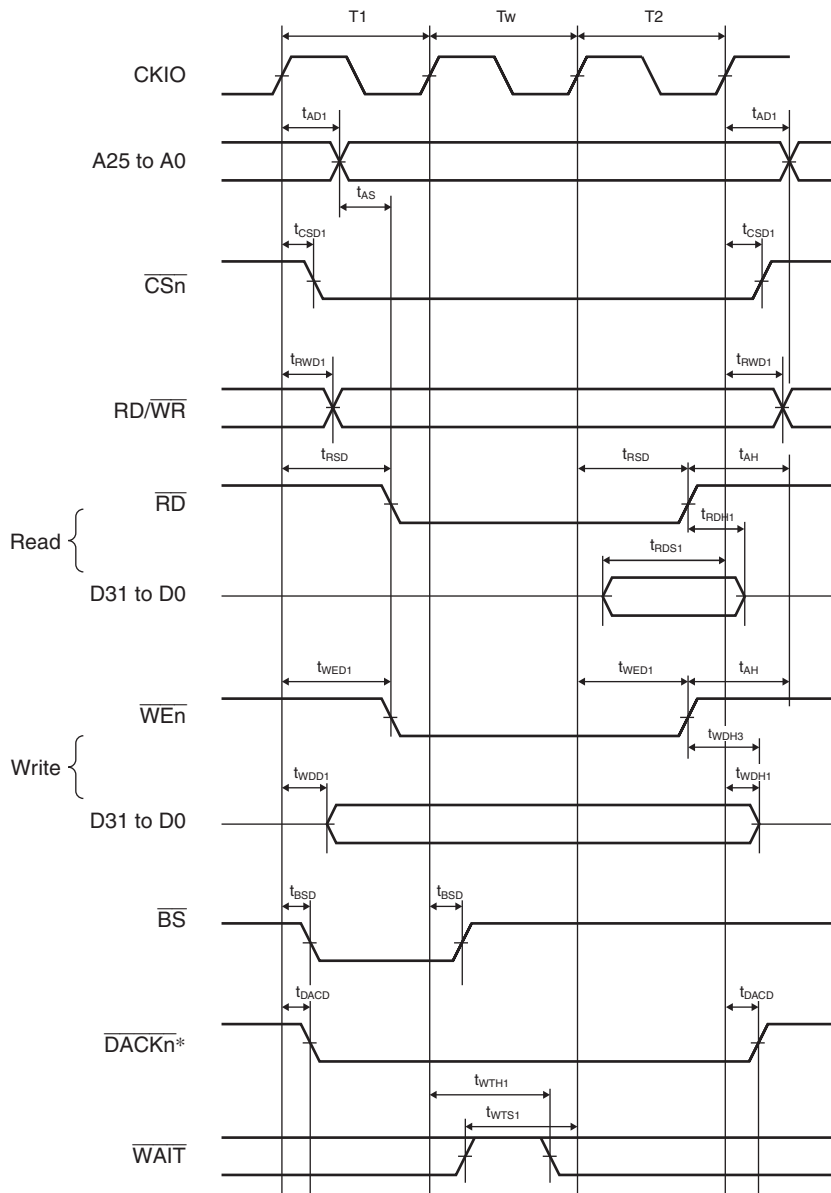 T1 Tw T2
CKIO
tAD1 tAD1
A25 to A0
tAS
tCSD1 tCSD1
CSn
tRWD1 tRWD1
RD/WR
tRSD tRSD tAH
RD
tRDH1
Read
tRDS1
D31 to D0
tWED1 tWED1 tAH
WEn
tWDH3
Write
tWDD1 tWDH1
D31 to D0
tBSD tBSD
BS
tDACD tDACD
DACKn*
tWTH1
tWTS1
WAIT